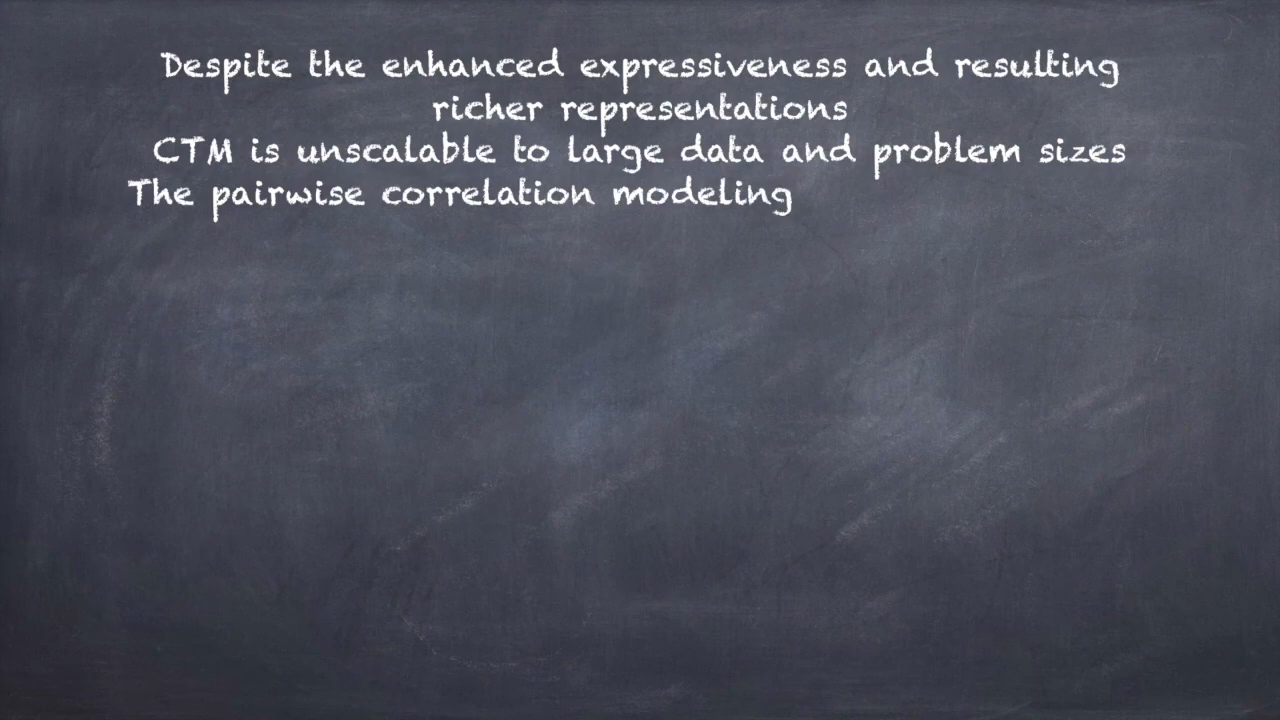 Despite the enhanced expressiveness and resulting
richer representations
CTM is unscalable to large data and problem sizes
The pairwise correlation modeling